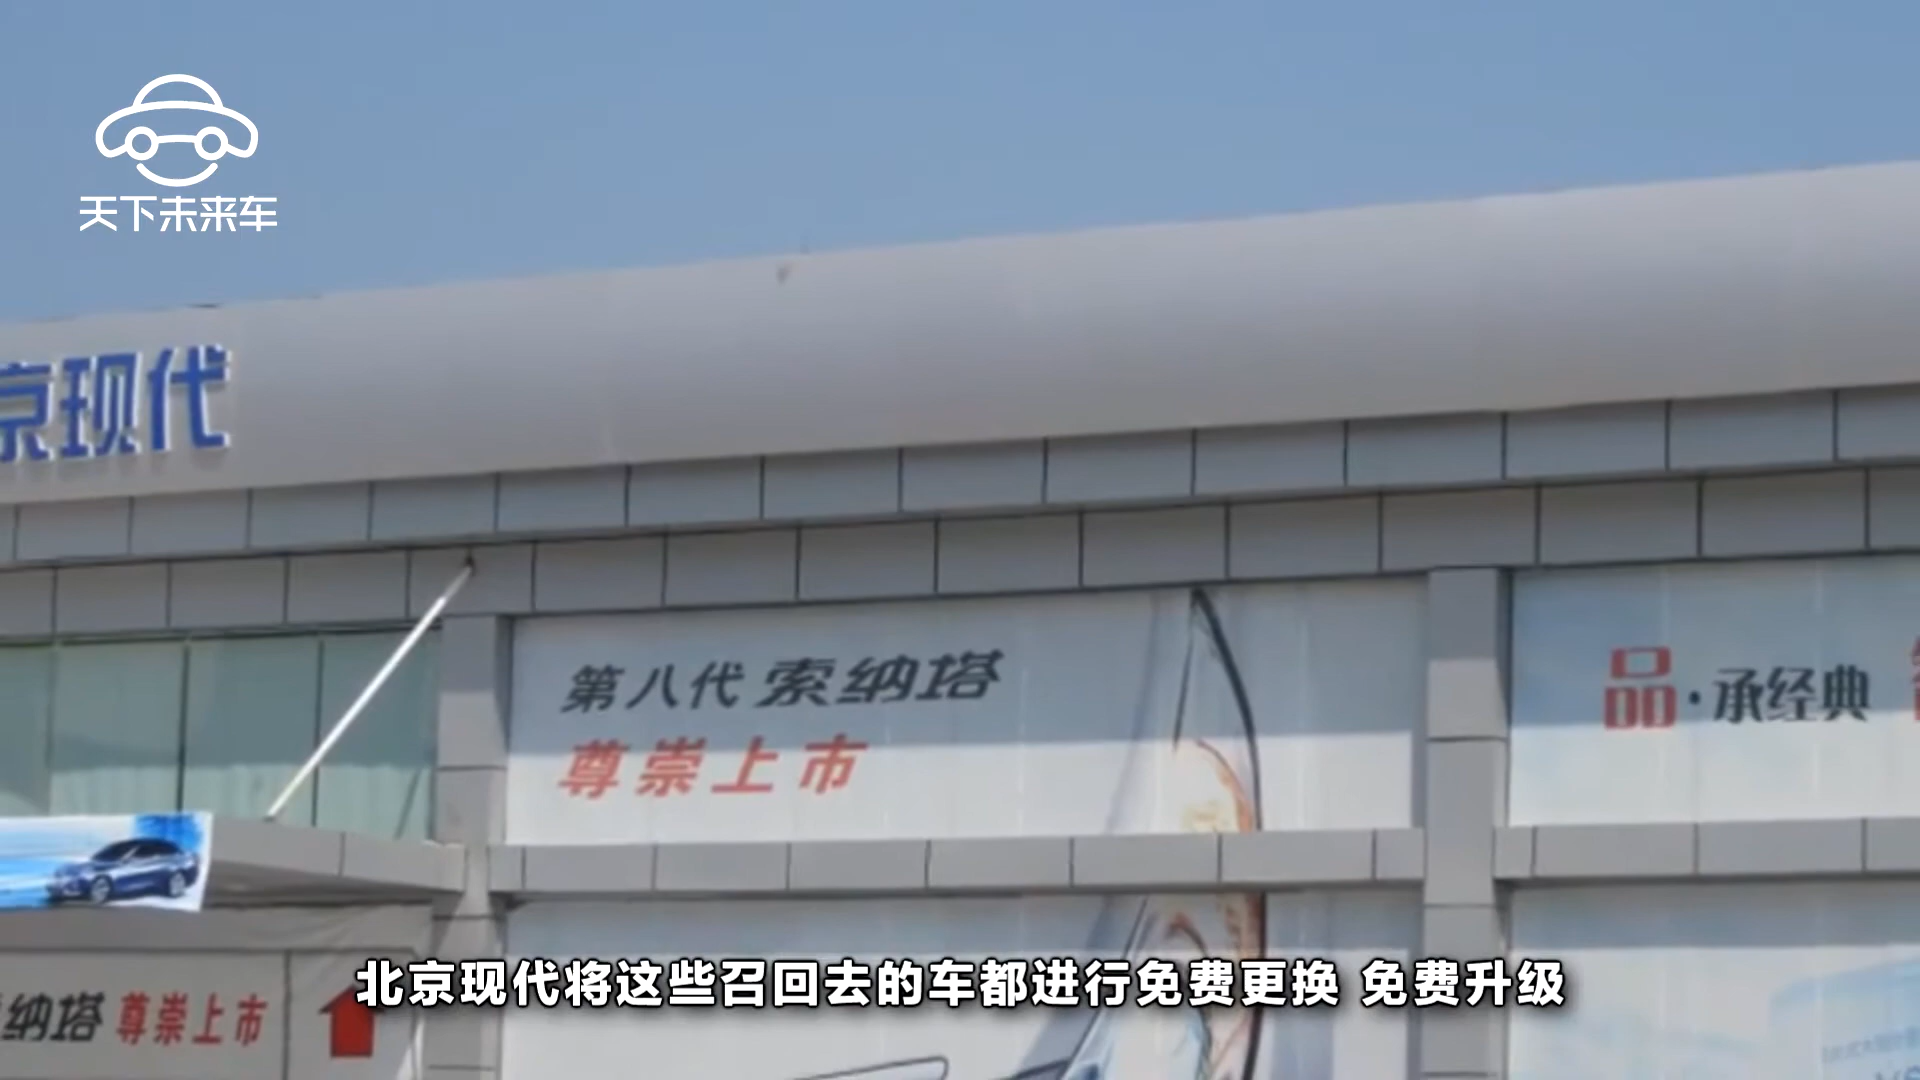 天下未来车
京现代
第八代 索纳塔
尊崇上市
品·承经典
纳塔 尊崇上市
北京现代将这些召回去的车都进行免费更换 免费升级